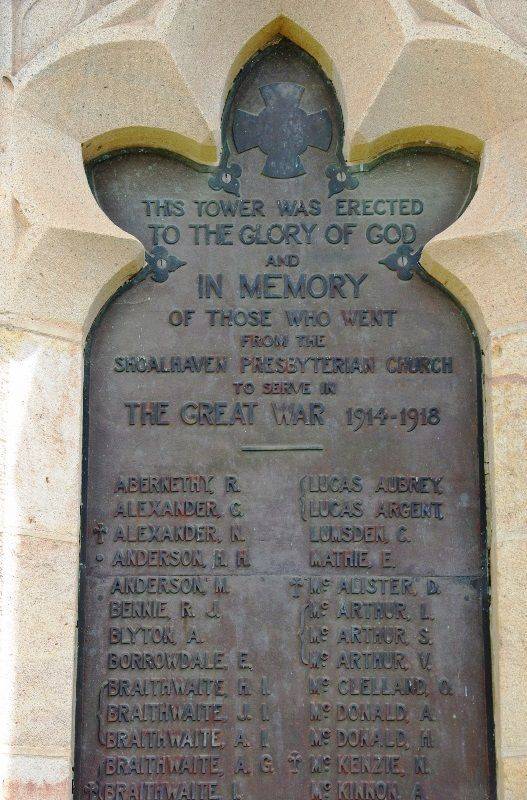 THIS TOWER WAS ERECTED
TO THE GLORY OF GOD
AND
IN MEMORY
OF THOSE WHO WENT
FROM THE
SHOALHAVEN PRESBYTERIAN CHURCH
TO SERVE IN
THE GREAT WAR 1914-1918
ABERNETHY, R.
ALEXANDER, G.
ALEXANDER, N.
ANDERSON, H. H.
ANDERSON, M.
BENNIE, R. J.
BLYTON, A.
BORROWDALE, E.
BRAITHWAITE, H. I.
BRAITHWAITE, J. I.
BRAITHWAITE, A. I.
BRAITHWAITE, A. G.
BRAITHWAITE, L.
LUCAS AUBREY,
LUCAS ARGENT,
LUMSDEN, C.
MATHIE, E.
Mc ALISTER, D.
Mc ARTHUR, L.
Mc ARTHUR, S.
Mc ARTHUR, V.
Mc CLELLAND, O.
Mc DONALD, A.
Mc DONALD, H.
Mc KENZIE, N.
Mc KINNON, A.